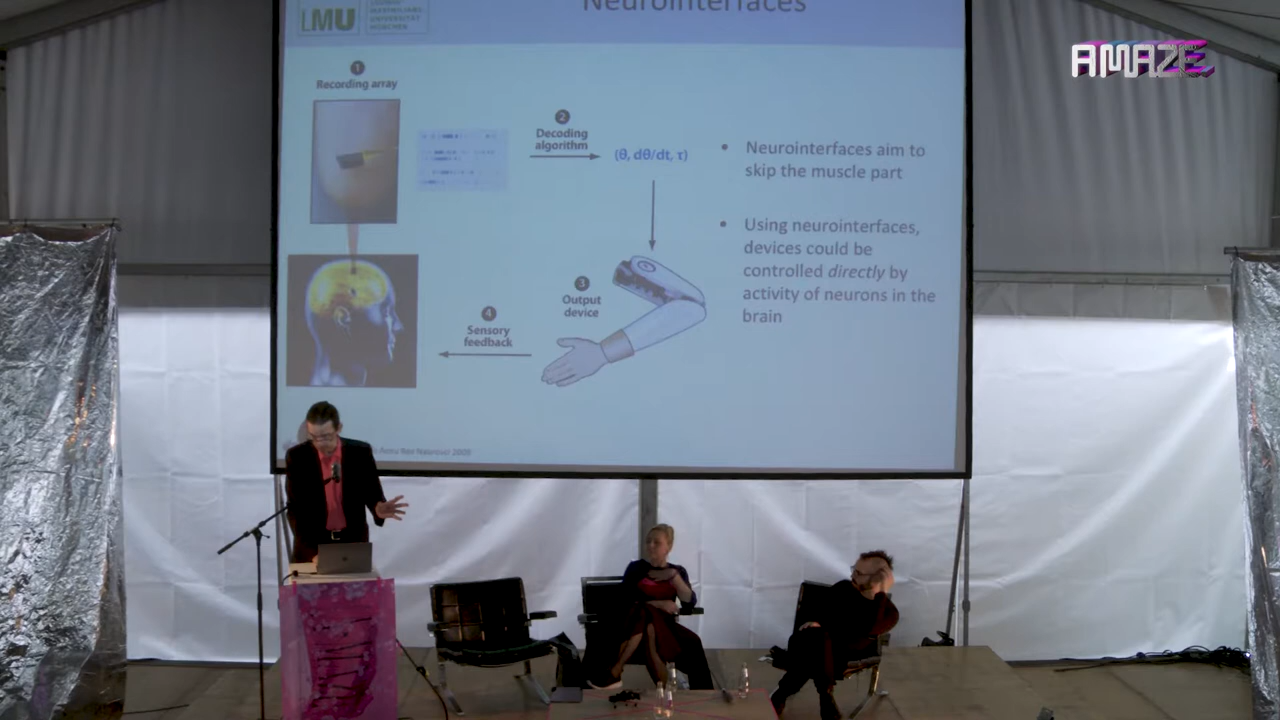 Neurointerfaces
LMU
UNIVERSITÄT
MÜNCHEN
AMAZE
1
Recording array
2
Decoding
algorithm
(θ, dθ/dt, τ)
3
Output
device
4
Sensory
feedback
• Neurointerfaces aim to
skip the muscle part
• Using neurointerfaces,
devices could be
controlled directly by
activity of neurons in the
brain